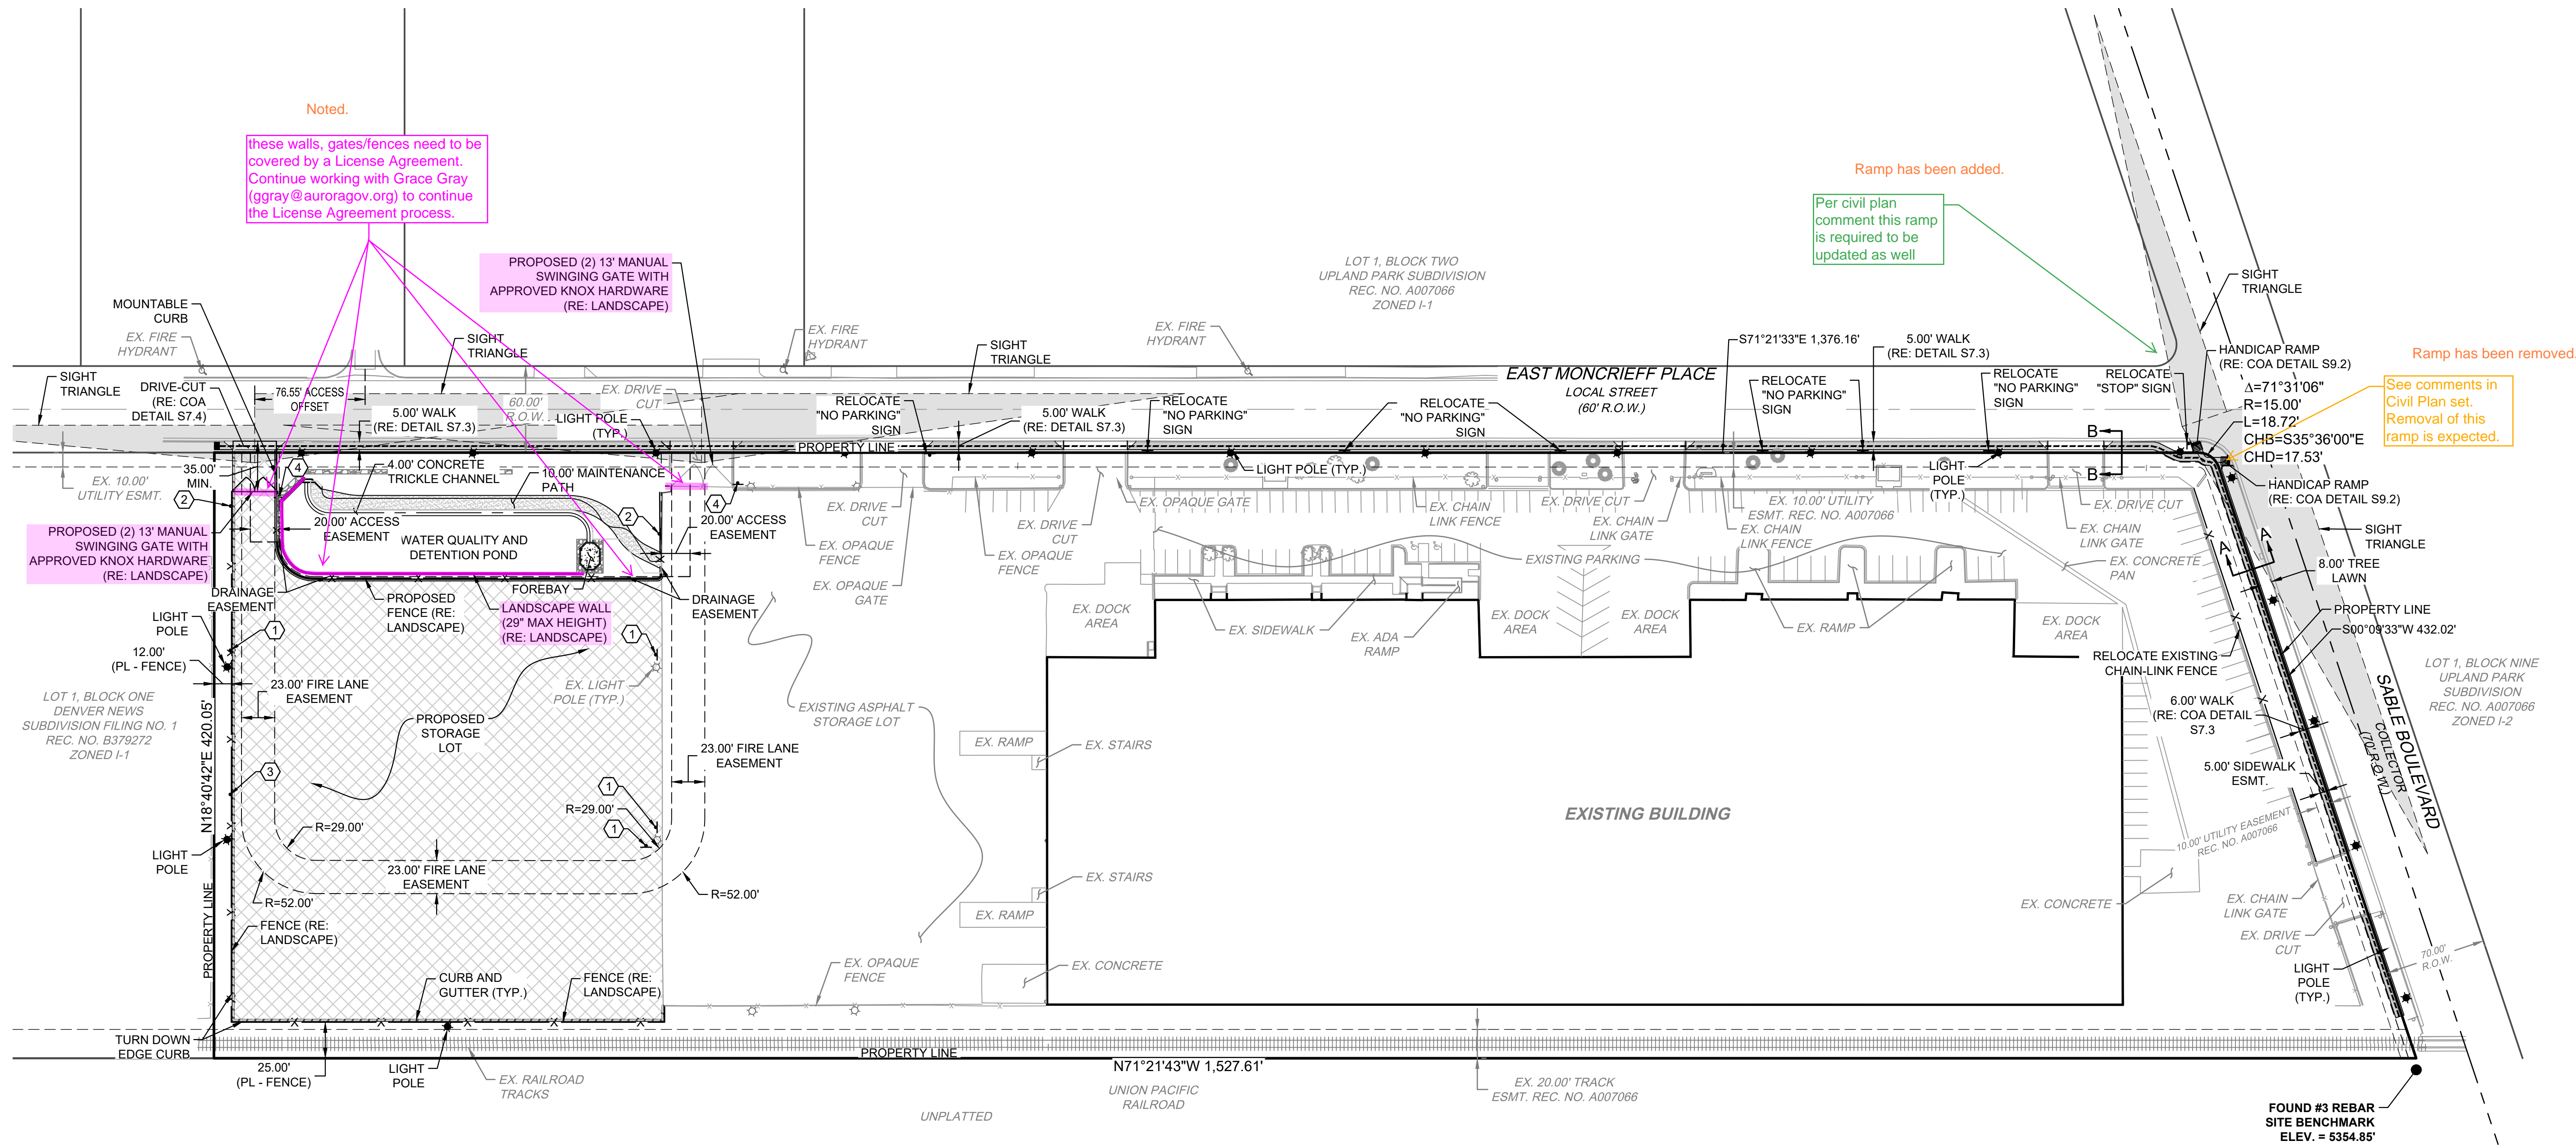 Noted.
these walls, gates/fences need to be
covered by a License Agreement.
Continue working with Grace Gray
(ggray@auroragov.org) to continue
the License Agreement process.
Ramp has been added.
Per civil plan
comment this ramp
is required to be
updated as well
PROPOSED (2) 13' MANUAL
SWINGING GATE WITH
APPROVED KNOX HARDWARE
(RE: LANDSCAPE)
LOT 1, BLOCK TWO
UPLAND PARK SUBDIVISION
REC. NO. A007066
ZONED I-1
SIGHT
TRIANGLE
MOUNTABLE
CURB
EX. FIRE
HYDRANT
SIGHT
TRIANGLE
EX. FIRE
HYDRANT
SIGHT
TRIANGLE
EX. FIRE
HYDRANT
S71°21'33"E 1,376.16'
5.00' WALK
(RE: DETAIL S7.3)
HANDICAP RAMP
(RE: COA DETAIL S9.2)
Ramp has been removed.
SIGHT
TRIANGLE
DRIVE-CUT
(RE: COA
DETAIL S7.4)
76.55' ACCESS
OFFSET
60.00'
R.O.W.
EX. DRIVE
CUT
EAST MONCRIEFF PLACE
LOCAL STREET
(60' R.O.W.)
RELOCATE
"NO PARKING"
SIGN
RELOCATE
"NO PARKING"
SIGN
RELOCATE
"STOP" SIGN
Δ=71°31'06"
R=15.00'
L=18.72'
CHB=S35°36'00"E
CHD=17.53'
See comments in
Civil Plan set.
Removal of this
ramp is expected.
5.00' WALK
(RE: DETAIL S7.3)
LIGHT POLE
(TYP.)
RELOCATE
"NO PARKING"
SIGN
5.00' WALK
(RE: DETAIL S7.3)
RELOCATE
"NO PARKING"
SIGN
RELOCATE
"NO PARKING"
SIGN
B
B
PROPERTY LINE
35.00'
MIN.
4
4.00' CONCRETE
TRICKLE CHANNEL
10.00' MAINTENANCE
PATH
LIGHT POLE (TYP.)
LIGHT
POLE
(TYP.)
HANDICAP RAMP
(RE: COA DETAIL S9.2)
EX. 10.00'
UTILITY ESMT.
2
4
EX. DRIVE
CUT
EX. OPAQUE GATE
EX. DRIVE CUT
EX. 10.00' UTILITY
ESMT. REC. NO. A007066
EX. DRIVE CUT
PROPOSED (2) 13' MANUAL
SWINGING GATE WITH
APPROVED KNOX HARDWARE
(RE: LANDSCAPE)
20.00' ACCESS
EASEMENT
WATER QUALITY AND
DETENTION POND
2
20.00' ACCESS
EASEMENT
EX. OPAQUE
FENCE
EX. DRIVE
CUT
EX. OPAQUE
FENCE
EX. CHAIN
LINK FENCE
EX. CHAIN
LINK GATE
EX. CHAIN
LINK FENCE
EX. CHAIN
LINK GATE
SIGHT
TRIANGLE
A
A
EXISTING PARKING
EX. CONCRETE
PAN
8.00' TREE
LAWN
DRAINAGE
EASEMENT
PROPOSED
FENCE (RE:
LANDSCAPE)
FOREBAY
LANDSCAPE WALL
(29" MAX HEIGHT)
(RE: LANDSCAPE)
DRAINAGE
EASEMENT
EX. OPAQUE
GATE
EX. DOCK
AREA
EX. SIDEWALK
EX. ADA
RAMP
EX. DOCK
AREA
EX. DOCK
AREA
EX. RAMP
EX. DOCK
AREA
PROPERTY LINE
S00°09'33"W 432.02'
LIGHT
POLE
1
1
12.00'
(PL - FENCE)
RELOCATE EXISTING
CHAIN-LINK FENCE
LOT 1, BLOCK NINE
UPLAND PARK
SUBDIVISION
REC. NO. A007066
ZONED I-2
LOT 1, BLOCK ONE
DENVER NEWS
SUBDIVISION FILING NO. 1
REC. NO. B379272
ZONED I-1
23.00' FIRE LANE
EASEMENT
EX. LIGHT
POLE (TYP.)
EXISTING ASPHALT
STORAGE LOT
PROPOSED
STORAGE
LOT
N18°40'42"E 420.05'
6.00' WALK
(RE: COA DETAIL
S7.3
SABLE BOULEVARD
COLLECTOR
(70' R.O.W.)
23.00' FIRE LANE
EASEMENT
EX. RAMP
EX. STAIRS
3
1
R=29.00'
1
R=29.00'
5.00' SIDEWALK
ESMT.
EXISTING BUILDING
10.00' UTILITY EASEMENT
REC. NO. A007066
LIGHT
POLE
23.00' FIRE LANE
EASEMENT
R=52.00'
R=52.00'
EX. STAIRS
EX. RAMP
EX. CONCRETE
EX. CHAIN
LINK GATE
PROPERTY LINE
FENCE (RE:
LANDSCAPE)
EX. DRIVE
CUT
70.00'
R.O.W.
CURB AND
GUTTER (TYP.)
FENCE (RE:
LANDSCAPE)
EX. OPAQUE
FENCE
EX. CONCRETE
LIGHT
POLE
(TYP.)
TURN DOWN
EDGE CURB
PROPERTY LINE
N71°21'43"W 1,527.61'
25.00'
(PL - FENCE)
LIGHT
POLE
EX. RAILROAD
TRACKS
UNION PACIFIC
RAILROAD
EX. 20.00' TRACK
ESMT. REC. NO. A007066
UNPLATTED
FOUND #3 REBAR
SITE BENCHMARK
ELEV. = 5354.85'